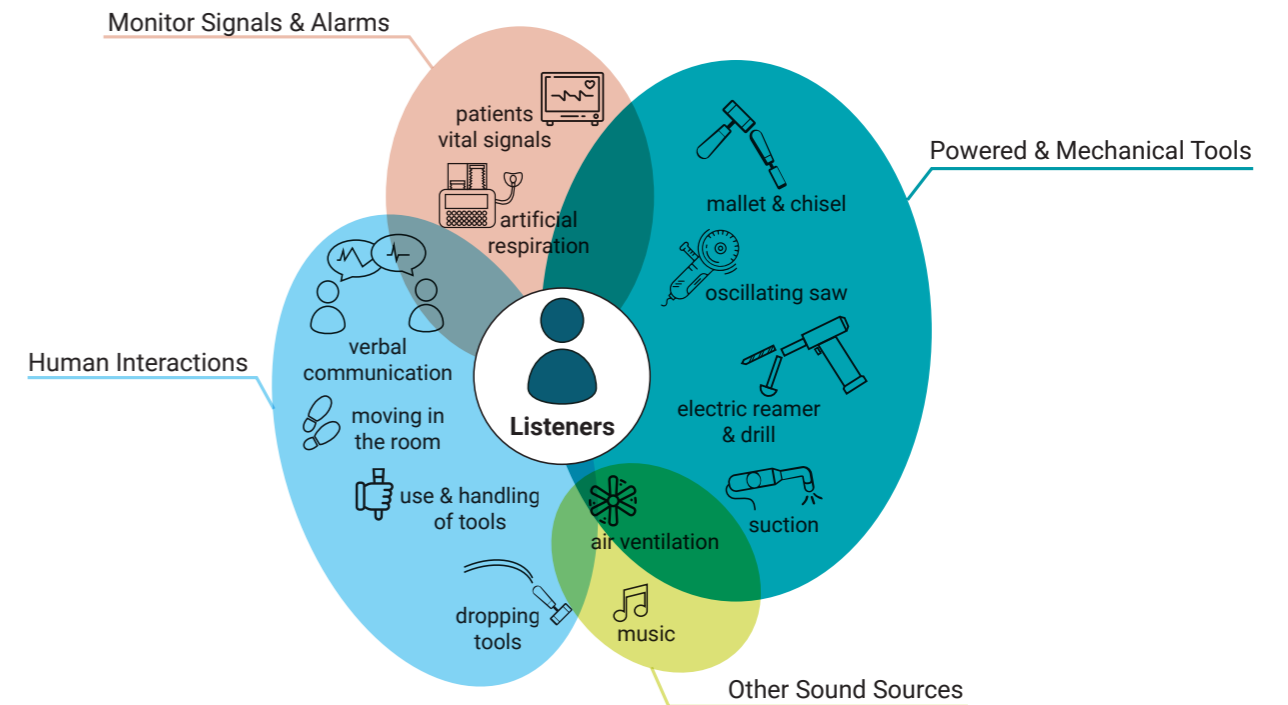 Monitor Signals & Alarms
patients
vital signals
artificial
respiration
Powered & Mechanical Tools
mallet & chisel
oscillating saw
electric reamer
& drill
suction
Human Interactions
verbal
communication
moving in
the room
use & handling
of tools
dropping
tools
Listeners
air ventilation
music
Other Sound Sources